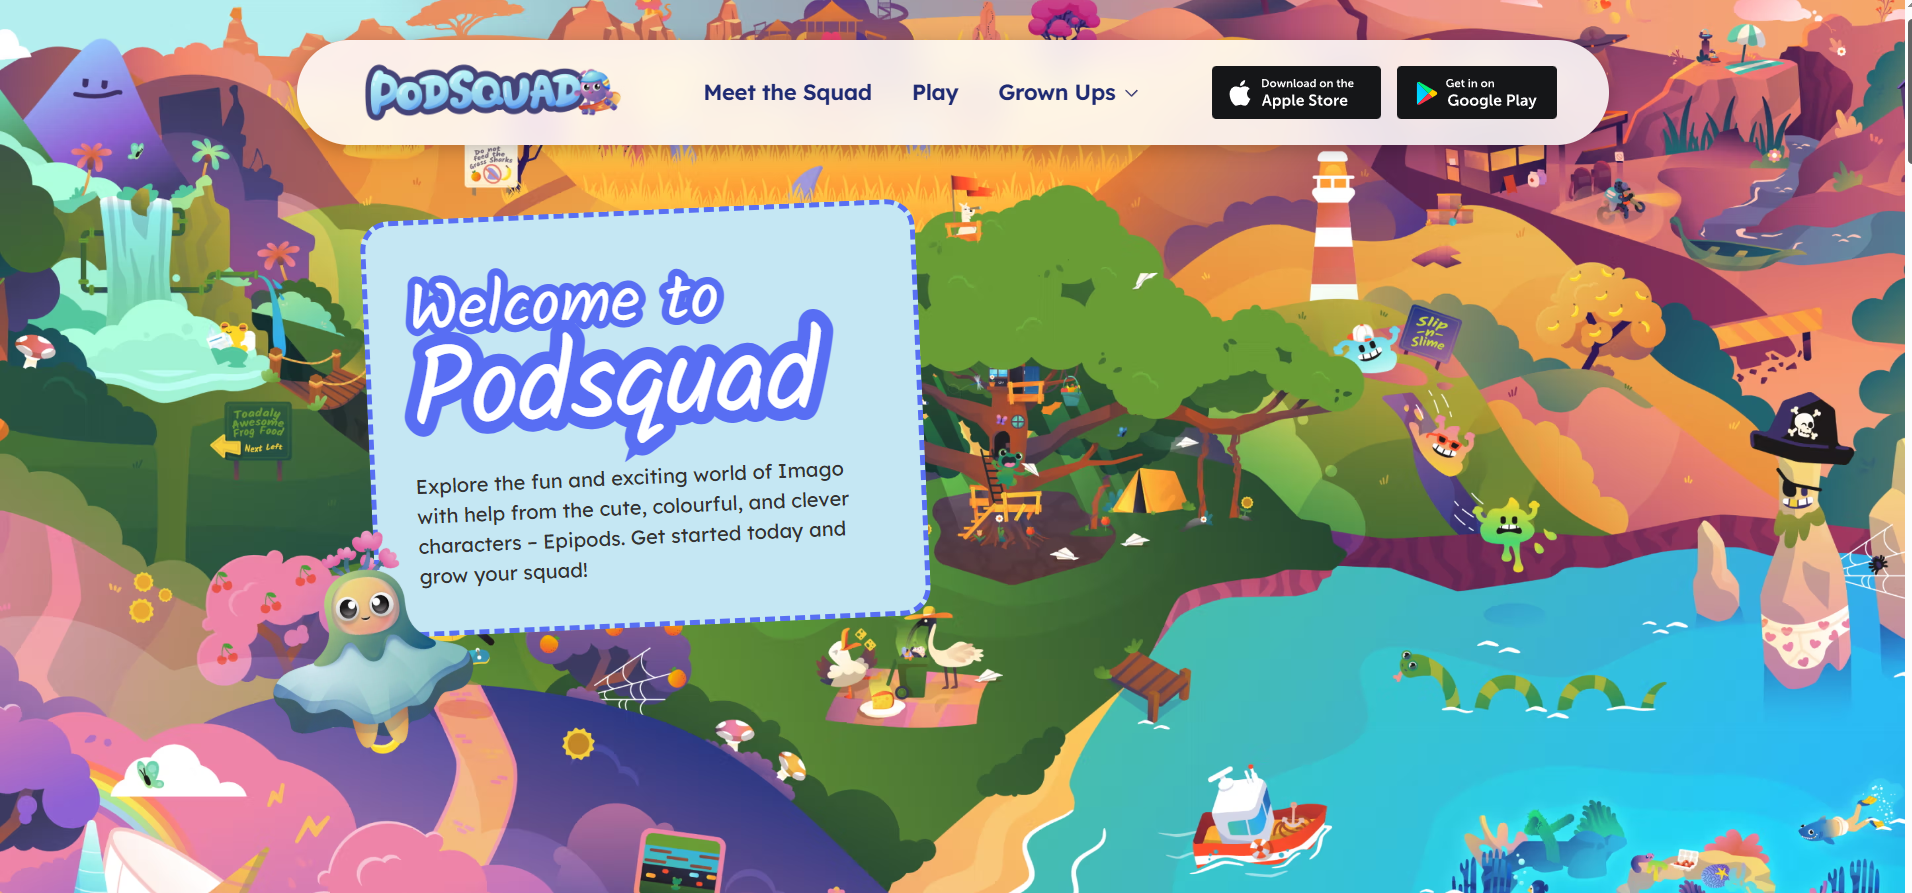 PODSQUAD
Meet the Squad
Play
Grown Ups
Download on the
Apple Store
Get in on
Google Play
Do not
feed the
Grass Sharks
Welcome to
Podsquad
Explore the fun and exciting world of Imago
with help from the cute, colourful, and clever
characters – Epipods. Get started today and
grow your squad!
Slip
-n-
Slime
Toadaly
Awesome
Frog Food
Next Left